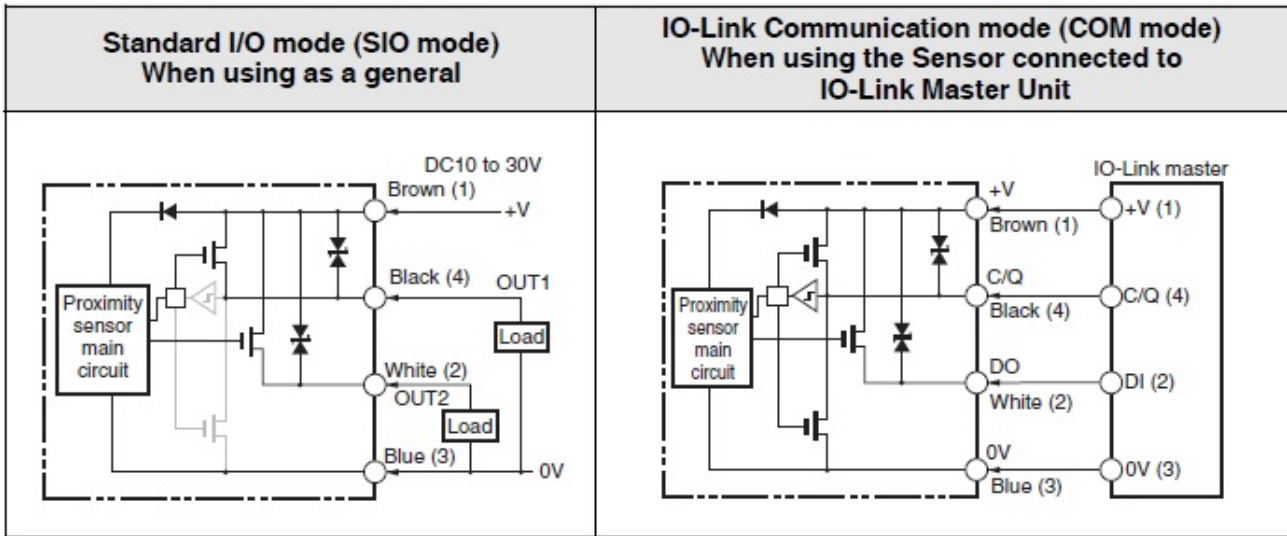 Standard I/O mode (SIO mode)
When using as a general
IO-Link Communication mode (COM mode)
When using the Sensor connected to
IO-Link Master Unit
DC10 to 30V
Brown (1)
+V
Black (4)
OUT1
Proximity
sensor
main
circuit
Load
White (2)
OUT2
Load
Blue (3)
0V
IO-Link master
+V
+V (1)
Brown (1)
C/Q
C/Q (4)
Black (4)
Proximity
sensor
main
circuit
DO
DI (2)
White (2)
0V
0V (3)
Blue (3)